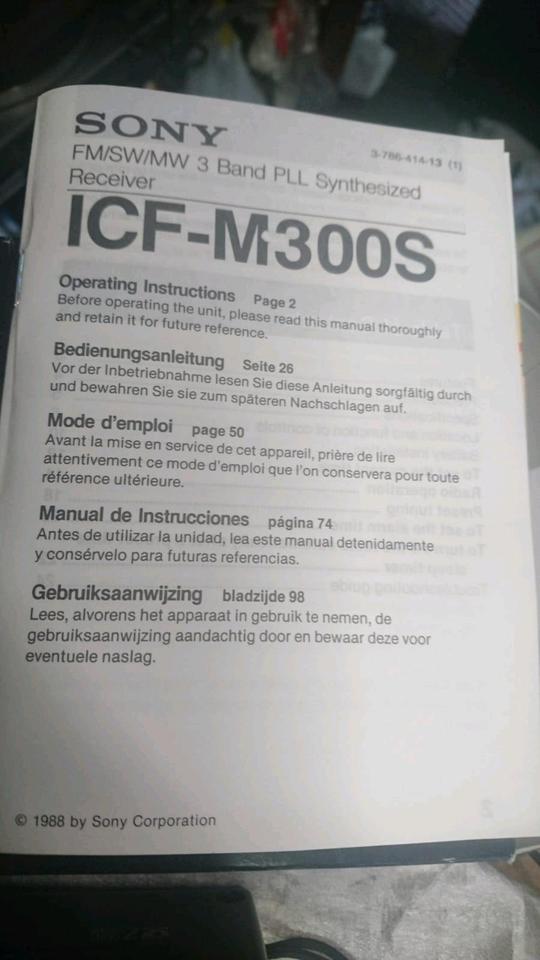 SONY
3-786-414-13 (1)
FM/SW/MW 3 Band PLL Synthesized
Receiver
ICF-M300S
Operating Instructions Page 2
Before operating the unit, please read this manual thoroughly
and retain it for future reference.
Bedienungsanleitung Seite 26
Vor der Inbetriebnahme lesen Sie diese Anleitung sorgfältig durch
und bewahren Sie sie zum späteren Nachschlagen auf.
Mode d'emploi page 50
Avant la mise en service de cet appareil, prière de lire
attentivement ce mode d'emploi que l'on conservera pour toute
référence ultérieure.
Manual de Instrucciones página 74
Antes de utilizar la unidad, lea este manual detenidamente
y consérvelo para futuras referencias.
Gebruiksaanwijzing bladzijde 98
Lees, alvorens het apparaat in gebruik te nemen, de
gebruiksaanwijzing aandachtig door en bewaar deze voor
eventuele naslag.
© 1988 by Sony Corporation